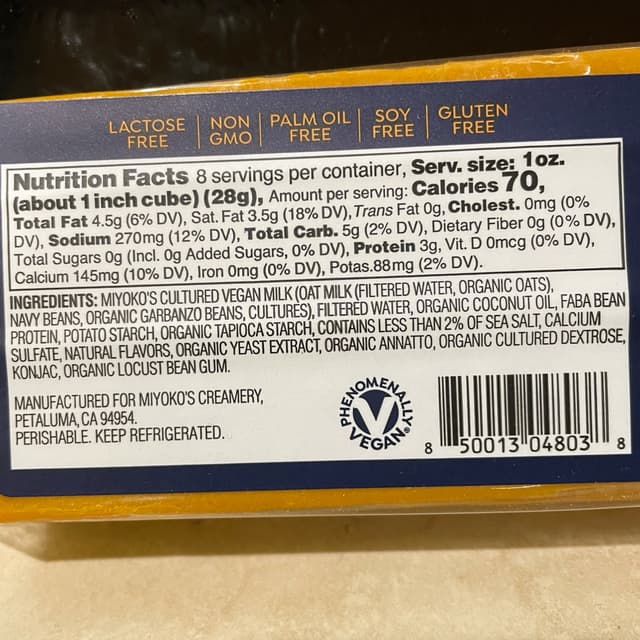 LACTOSE FREE | NON GMO | PALM OIL FREE | SOY FREE | GLUTEN FREE
Nutrition Facts 8 servings per container, Serv. size: 1oz.
(about 1 inch cube) (28g), Amount per serving: Calories 70,
Total Fat 4.5g (6% DV), Sat. Fat 3.5g (18% DV), Trans Fat 0g, Cholest. 0mg (0%
DV), Sodium 270mg (12% DV), Total Carb. 5g (2% DV), Dietary Fiber 0g (0% DV),
Total Sugars 0g (Incl. 0g Added Sugars, 0% DV), Protein 3g, Vit. D 0mcg (0% DV),
Calcium 145mg (10% DV), Iron 0mg (0% DV), Potas.88mg (2% DV).
INGREDIENTS: MIYOKO'S CULTURED VEGAN MILK (OAT MILK (FILTERED WATER, ORGANIC OATS),
NAVY BEANS, ORGANIC GARBANZO BEANS, CULTURES), FILTERED WATER, ORGANIC COCONUT OIL, FABA BEAN
PROTEIN, POTATO STARCH, ORGANIC TAPIOCA STARCH, CONTAINS LESS THAN 2% OF SEA SALT, CALCIUM
SULFATE, NATURAL FLAVORS, ORGANIC YEAST EXTRACT, ORGANIC ANNATTO, ORGANIC CULTURED DEXTROSE,
KONJAC, ORGANIC LOCUST BEAN GUM.
MANUFACTURED FOR MIYOKO'S CREAMERY,
PETALUMA, CA 94954.
PERISHABLE. KEEP REFRIGERATED.
PHENOMENALLY VEGAN®
V
8 50013 04803 8